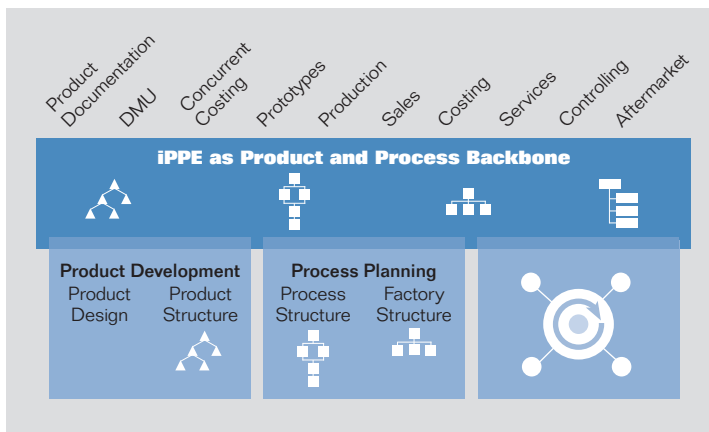 Product
Documentation
DMU
Concurrent
Costing
Prototypes
Production
Sales
Costing
Services
Controlling
Aftermarket
iPPE as Product and Process Backbone
Product Development
Product
Design
Product
Structure
Process Planning
Process
Structure
Factory
Structure